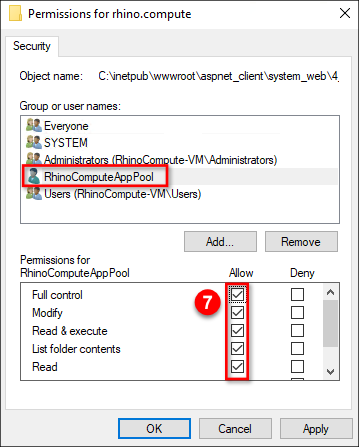 Permissions for rhino.compute
Security
Object name: C:\inetpub\wwwroot\aspnet_client\system_web\4_
Group or user names:
Everyone
SYSTEM
Administrators (RhinoCompute-VM\Administrators)
RhinoComputeAppPool
Users (RhinoCompute-VM\Users)
Add... Remove
Permissions for
RhinoComputeAppPool Allow Deny
Full control
Modify
7
Read & execute
List folder contents
Read
OK Cancel Apply